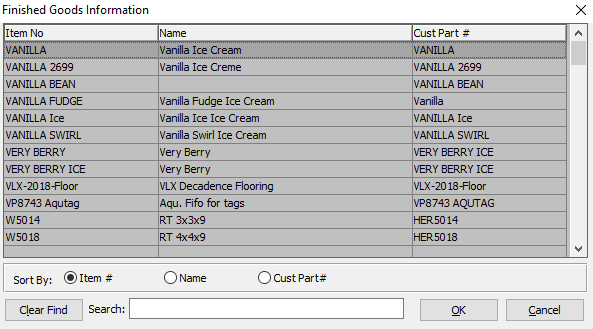 Finished Goods Information
Item No Name Cust Part #
VANILLA Vanilla Ice Cream VANILLA
VANILLA 2699 Vanilla Ice Creme VANILLA 2699
VANILLA BEAN VANILLA BEAN
VANILLA FUDGE Vanilla Fudge Ice Cream Vanilla
VANILLA Ice Vanilla Ice Ice Cream VANILLA Ice
VANILLA SWIRL Vanilla Swirl Ice Cream VANILLA SWIRL
VERY BERRY Very Berry VERY BERRY ICE
VERY BERRY ICE Very Berry VERY BERRY ICE
VLX-2018-Floor VLX Decadence Flooring VLX-2018-Floor
VP8743 Aqutag Aqu. Fifo for tags VP8743 AQUTAG
W5014 RT 3x3x9 HER5014
W5018 RT 4x4x9 HER5018
Sort By: Item # Name Cust Part#
Clear Find Search: OK Cancel